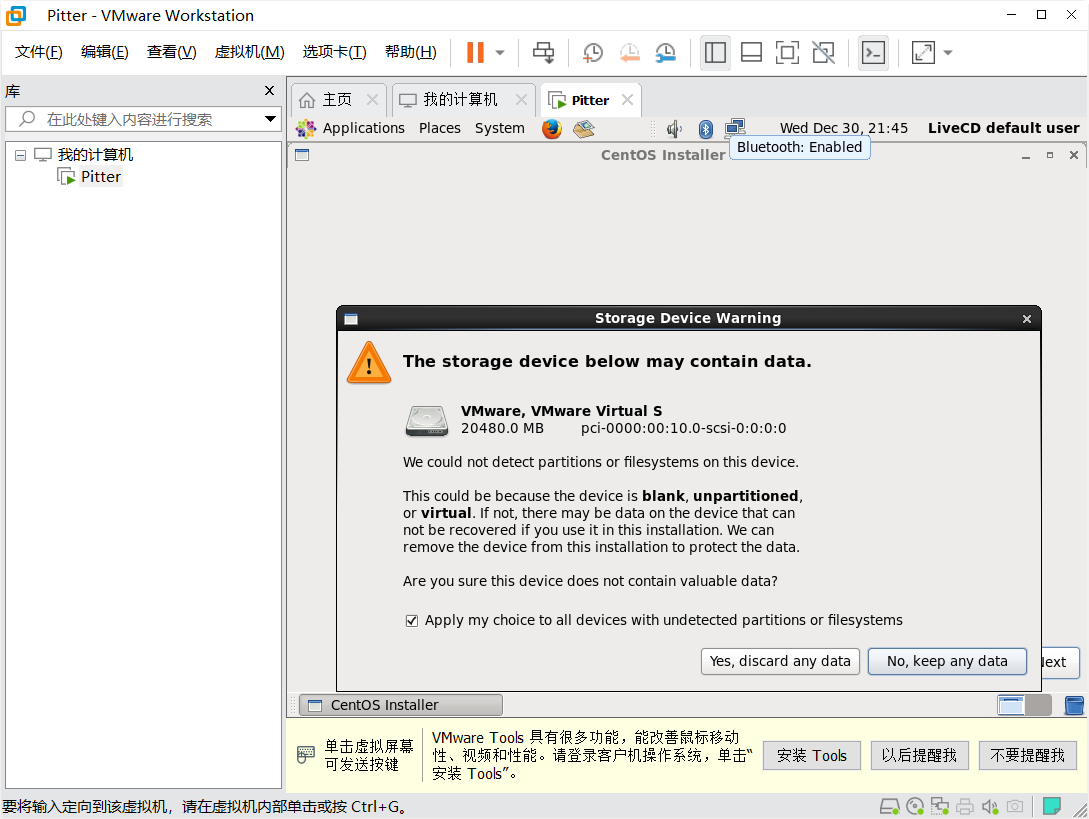 Pitter - VMware Workstation
文件(F) 编辑(E) 查看(V) 虚拟机(M) 选项卡(T) 帮助(H)
库
在此处键入内容进行搜索
我的计算机
Pitter
主页 我的计算机 Pitter
Applications Places System Wed Dec 30, 21:45 LiveCD default user
CentOS Installer
Bluetooth: Enabled
Storage Device Warning
The storage device below may contain data.
VMware, VMware Virtual S
20480.0 MB pci-0000:00:10.0-scsi-0:0:0:0
We could not detect partitions or filesystems on this device.
This could be because the device is blank, unpartitioned,
or virtual. If not, there may be data on the device that can
not be recovered if you use it in this installation. We can
remove the device from this installation to protect the data.
Are you sure this device does not contain valuable data?
Apply my choice to all devices with undetected partitions or filesystems
Yes, discard any data No, keep any data ext
CentOS Installer
单击虚拟屏幕
可发送按键
VMware Tools 具有很多功能，能改善鼠标移动
性、视频和性能。请登录客户机操作系统，单击“
安装 Tools”。
安装 Tools 以后提醒我 不要提醒我
要将输入定向到该虚拟机，请在虚拟机内部单击或按 Ctrl+G。